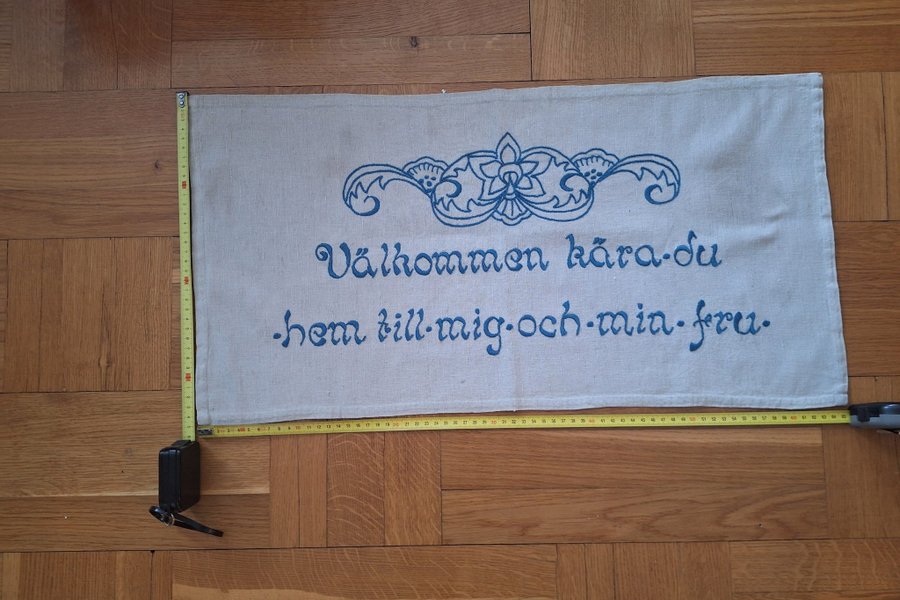 Välkommen kära·du
·hem till·mig·och·min·fru·